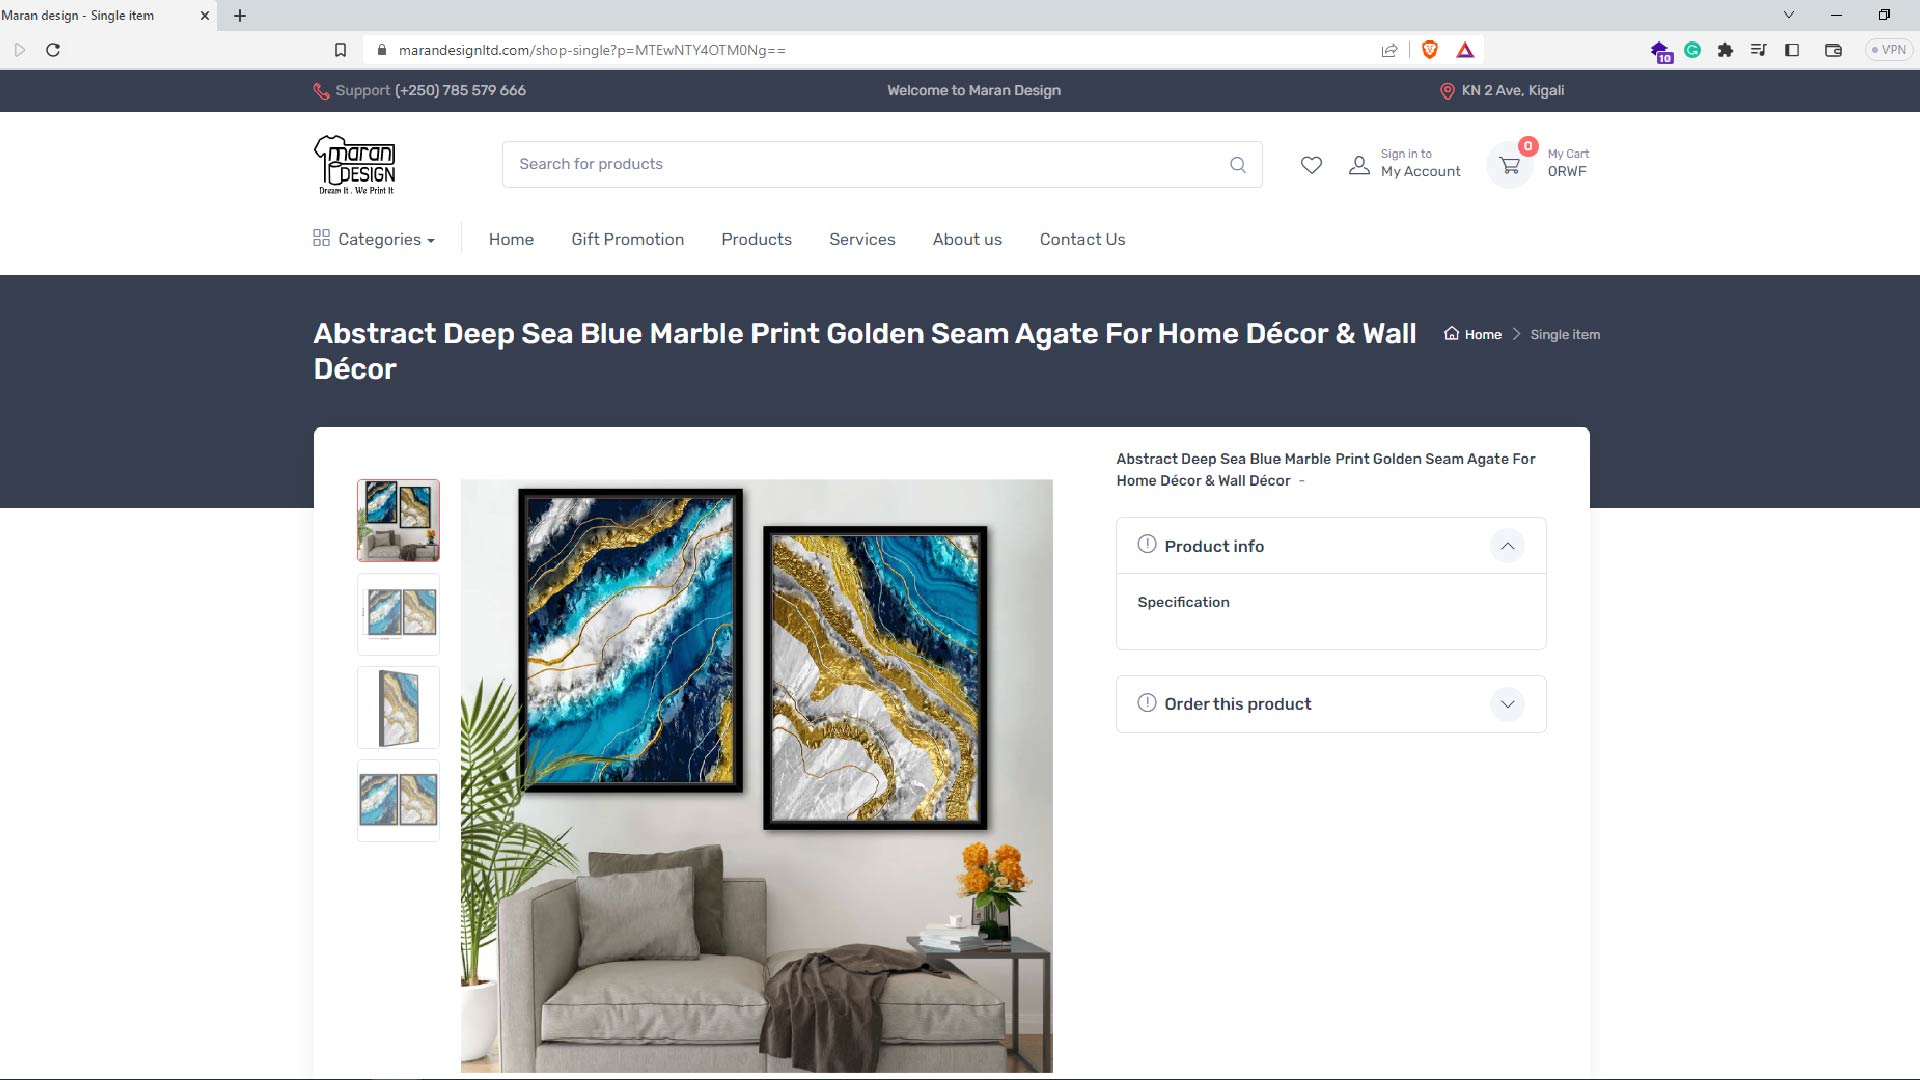 Maran design - Single item
marandesignltd.com/shop-single?p=MTEwNTY4OTM0Ng==
10
VPN
Support (+250) 785 579 666
Welcome to Maran Design
KN 2 Ave, Kigali
maran
DESIGN
Dream It . We Print It
Search for products
Sign in to
My Account
0
My Cart
0RWF
Categories
Home
Gift Promotion
Products
Services
About us
Contact Us
Abstract Deep Sea Blue Marble Print Golden Seam Agate For Home Décor & Wall
Décor
Home
Single item
Abstract Deep Sea Blue Marble Print Golden Seam Agate For
Home Décor & Wall Décor -
Product info
Specification
Order this product